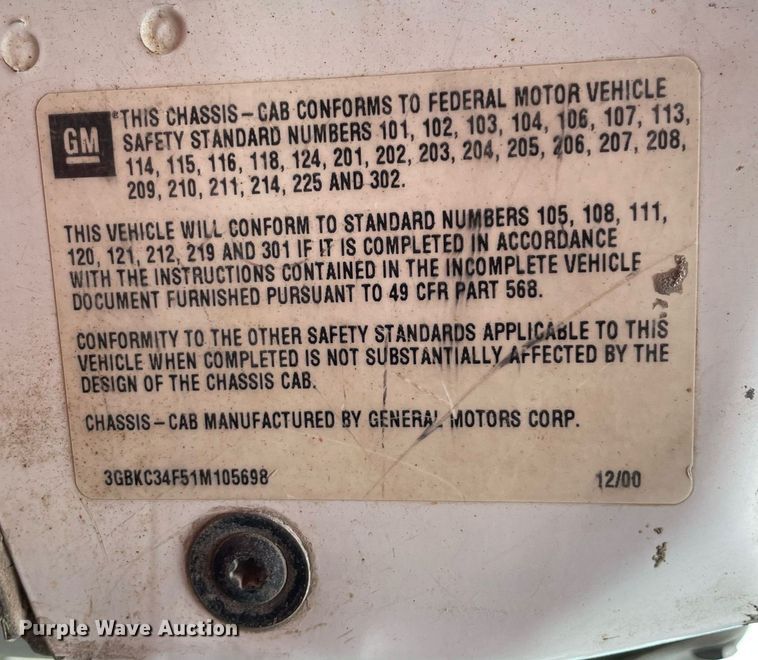 GM
THIS CHASSIS-CAB CONFORMS TO FEDERAL MOTOR VEHICLE
SAFETY STANDARD NUMBERS 101, 102, 103, 104, 106, 107, 113,
114, 115, 116, 118, 124, 201, 202, 203, 204, 205, 206, 207, 208,
209, 210, 211, 214, 225 AND 302.
THIS VEHICLE WILL CONFORM TO STANDARD NUMBERS 105, 108, 111,
120, 121, 212, 219 AND 301 IF IT IS COMPLETED IN ACCORDANCE
WITH THE INSTRUCTIONS CONTAINED IN THE INCOMPLETE VEHICLE
DOCUMENT FURNISHED PURSUANT TO 49 CFR PART 568.
CONFORMITY TO THE OTHER SAFETY STANDARDS APPLICABLE TO THIS
VEHICLE WHEN COMPLETED IS NOT SUBSTANTIALLY AFFECTED BY THE
DESIGN OF THE CHASSIS CAB.
CHASSIS-CAB MANUFACTURED BY GENERAL MOTORS CORP.
3GBKC34F51M105698 12/00
Purple Wave Auction